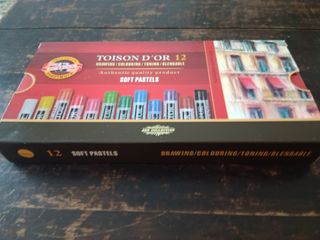 TOISON D'OR 12
DRAWING/COLOURING/TONING/BLENDABLE
Authentic quality product
SOFT PASTELS
12 SOFT PASTELS
DRAWING/COLOURING/TONING/BLENDABLE